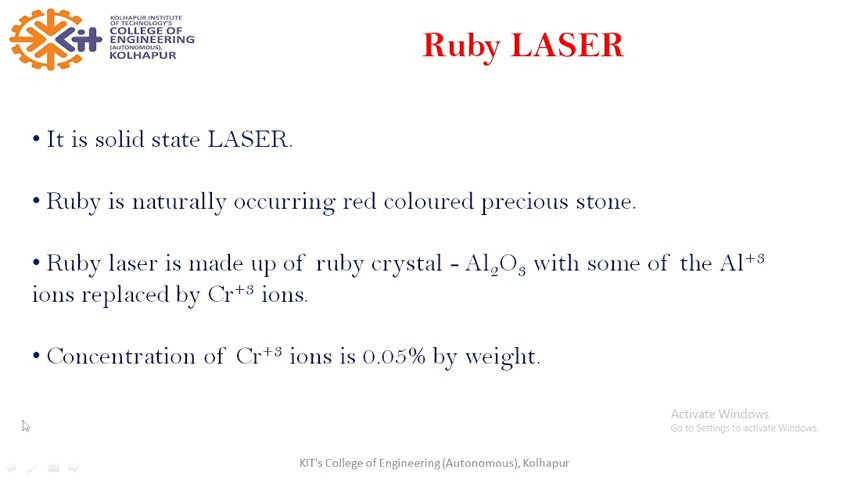 KOLHAPUR INSTITUTE
OF TECHNOLOGY'S
COLLEGE OF
ENGINEERING
(AUTONOMOUS),
KOLHAPUR
KIT
Ruby LASER
• It is solid state LASER.
• Ruby is naturally occurring red coloured precious stone.
• Ruby laser is made up of ruby crystal - Al₂O₃ with some of the Al⁺³
ions replaced by Cr⁺³ ions.
• Concentration of Cr⁺³ ions is 0.05% by weight.
Activate Windows
Go to Settings to activate Windows.
KIT's College of Engineering (Autonomous), Kolhapur